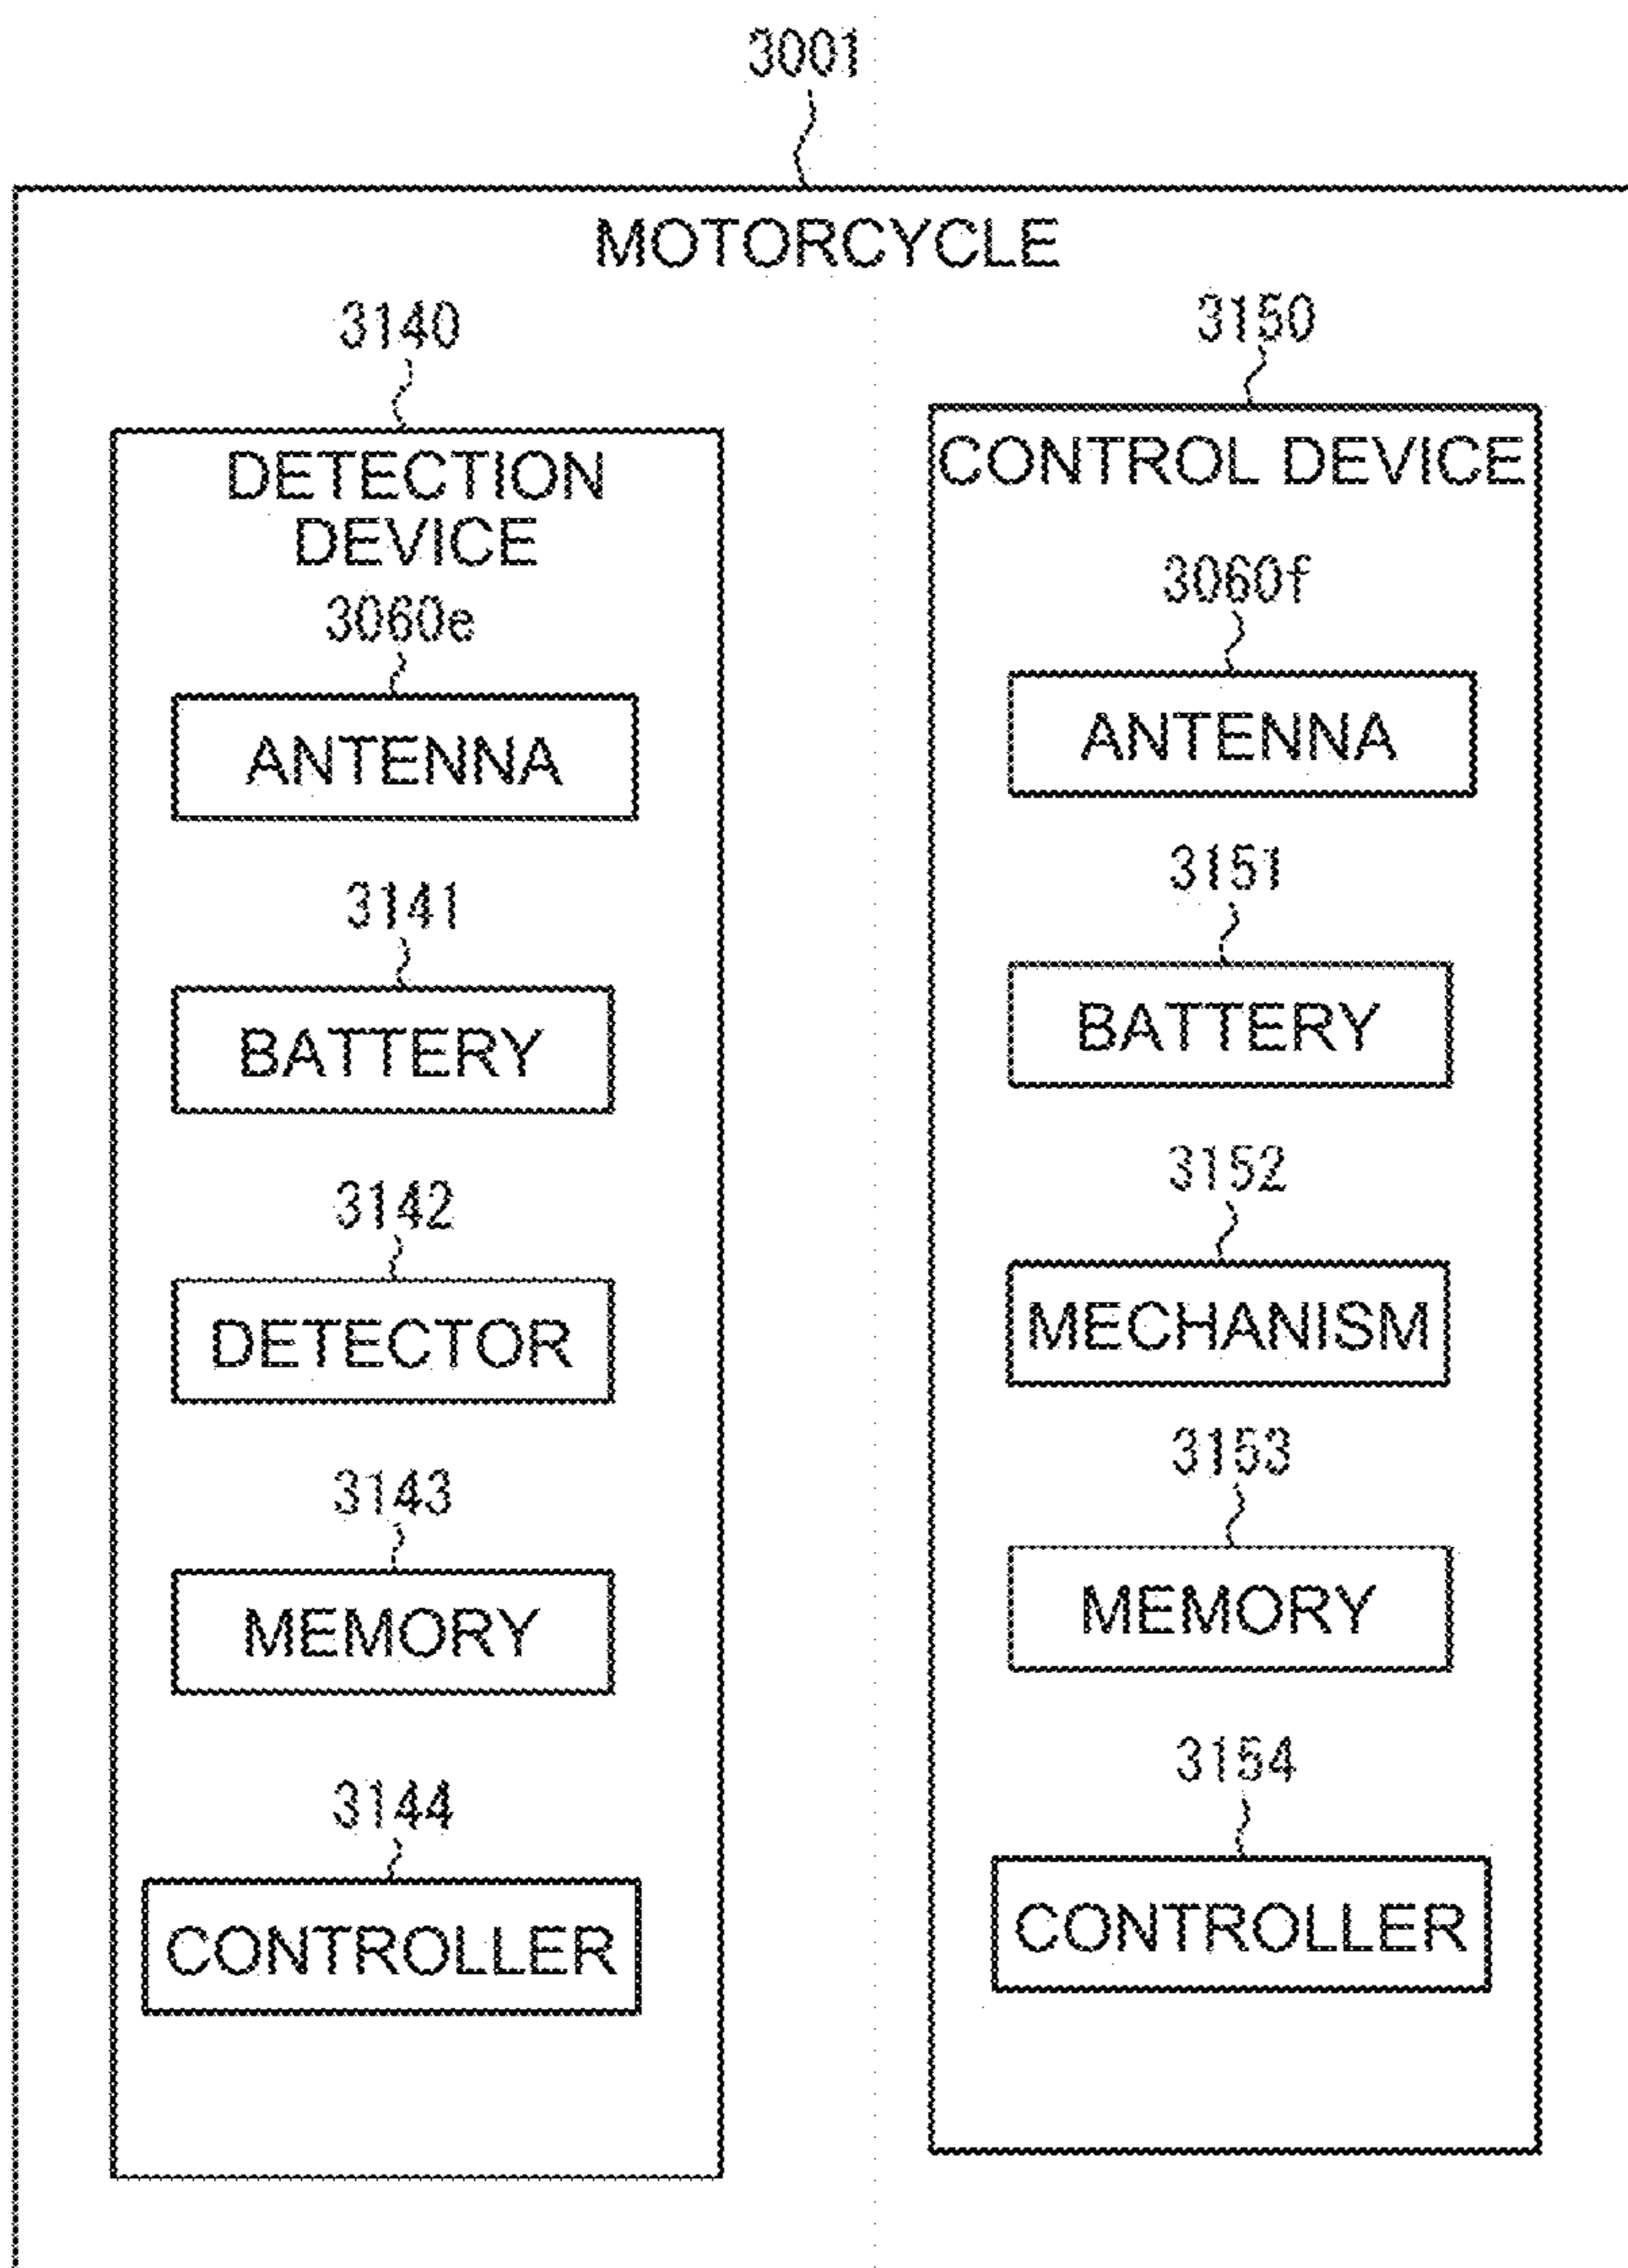 3001
MOTORCYCLE
3140
DETECTION
DEVICE
3060e
ANTENNA
3141
BATTERY
3142
DETECTOR
3143
MEMORY
3144
CONTROLLER
3150
CONTROL DEVICE
3060f
ANTENNA
3151
BATTERY
3152
MECHANISM
3153
MEMORY
3154
CONTROLLER